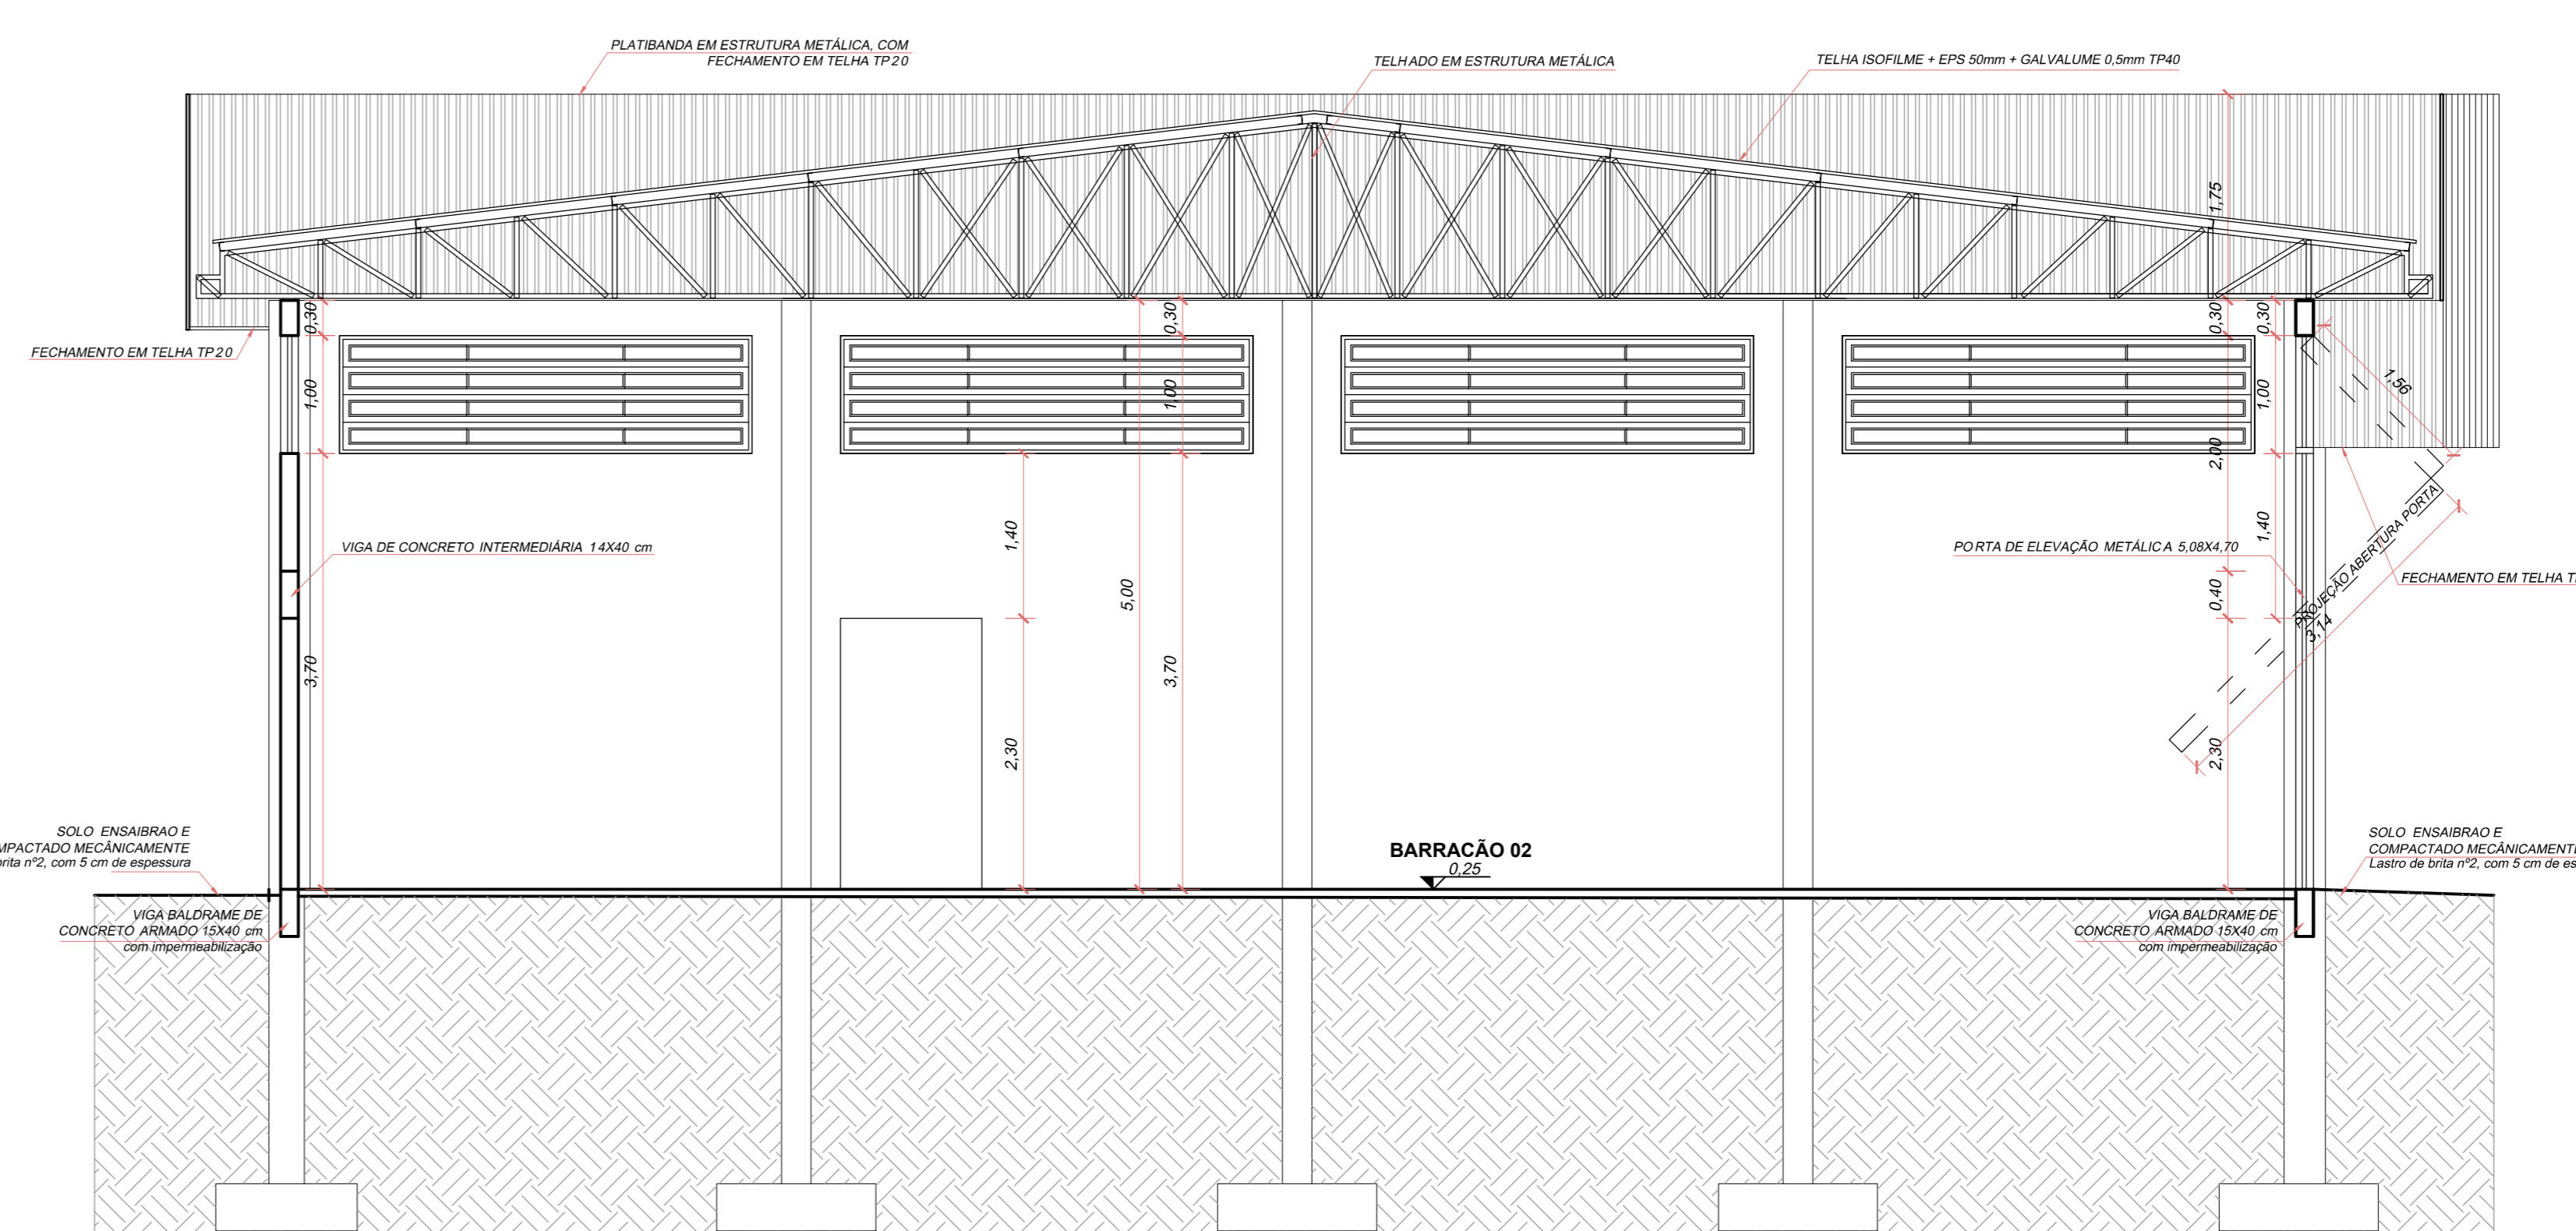 PLATIBANDA EM ESTRUTURA METÁLICA, COM
FECHAMENTO EM TELHA TP20
TELHADO EM ESTRUTURA METÁLICA
TELHA ISOFILME + EPS 50mm + GALVALUME 0,5mm TP40
1,75
FECHAMENTO EM TELHA TP20
0,30
1,00
3,70
0,30
1,00
3,70
5,00
1,40
2,30
0,30
2,00
0,40
2,30
0,30
1,00
1,40
1,56
3,14
PROJEÇÃO ABERTURA PORTA
VIGA DE CONCRETO INTERMEDIÁRIA 14X40 cm
PORTA DE ELEVAÇÃO METÁLICA 5,08X4,70
FECHAMENTO EM TELHA T
BARRACÃO 02
0,25
SOLO ENSAIBRAO E
MPACTADO MECÂNICAMENTE
brita nº2, com 5 cm de espessura
VIGA BALDRAME DE
CONCRETO ARMADO 15X40 cm
com impermeabilização
VIGA BALDRAME DE
CONCRETO ARMADO 15X40 cm
com impermeabilização
SOLO ENSAIBRAO E
COMPACTADO MECÂNICAMENTE
Lastro de brita nº2, com 5 cm de es